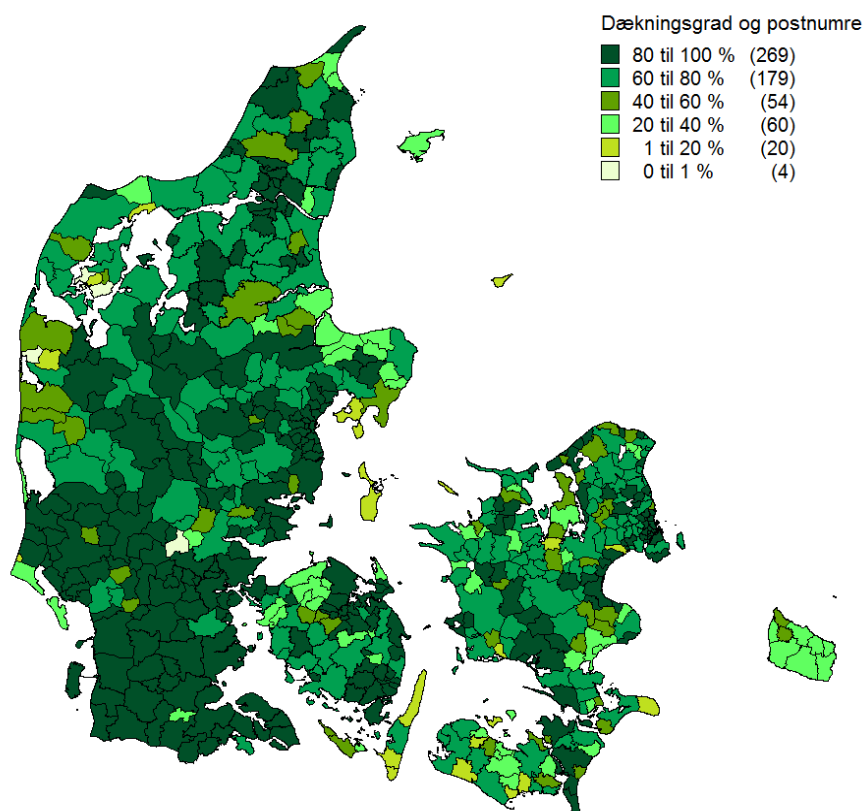 Dækningsgrad og postnumre
80 til 100 % (269)
60 til 80 % (179)
40 til 60 % (54)
20 til 40 % (60)
1 til 20 % (20)
0 til 1 % (4)